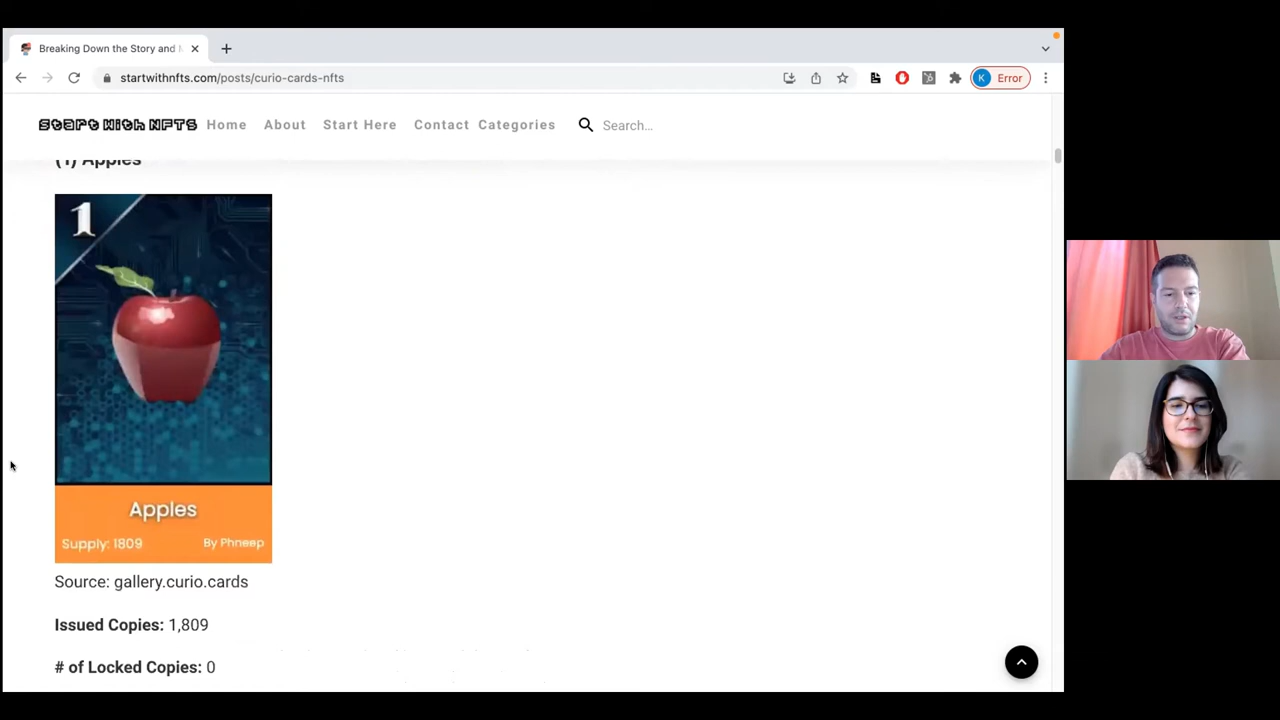 Breaking Down the Story and
startwithnfts.com/posts/curio-cards-nfts
K Error
Start With NFTS Home About Start Here Contact Categories Search...
(1) Apples
1
Apples
Supply: 1809 By Phneep
Source: gallery.curio.cards
Issued Copies: 1,809
# of Locked Copies: 0